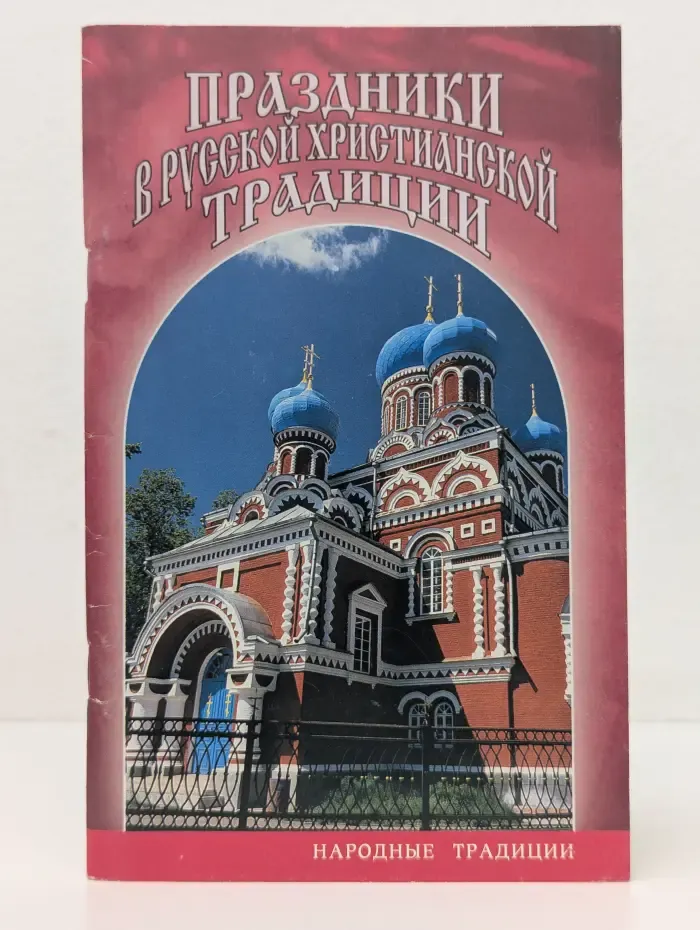 ПРАЗДНИКИ
В РУССКОЙ ХРИСТИАНСКОЙ
ТРАДИЦИИ
НАРОДНЫЕ ТРАДИЦИИ